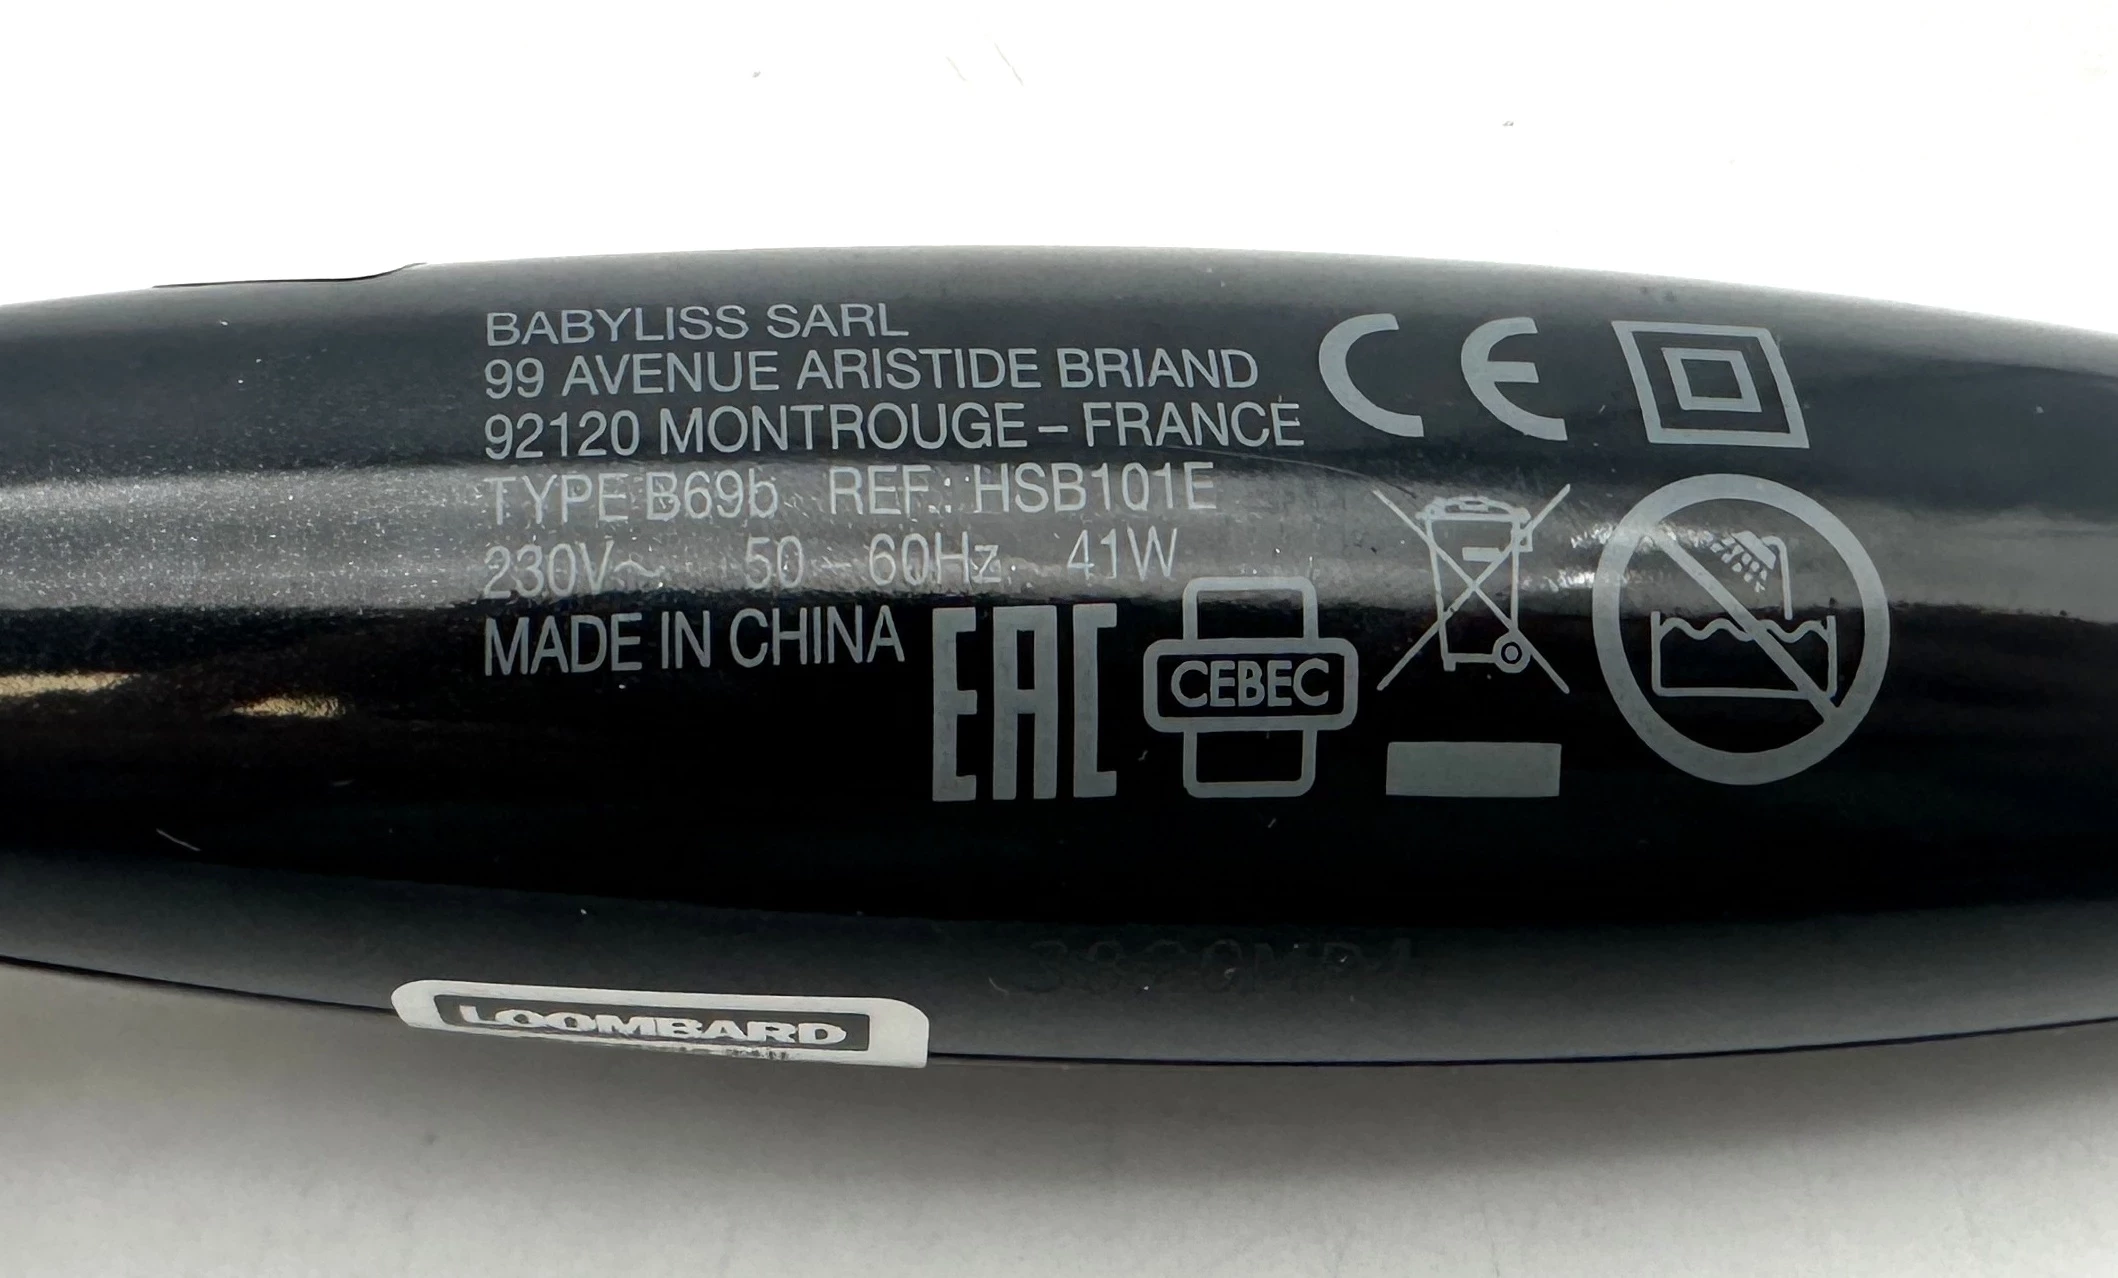 BABYLISS SARL
99 AVENUE ARISTIDE BRIAND
92120 MONTROUGE – FRANCE
TYPE B69b REF.: HSB101E
230V~ 50 – 60Hz 41W
MADE IN CHINA
CE
EAC
CEBEC
LOOMBARD